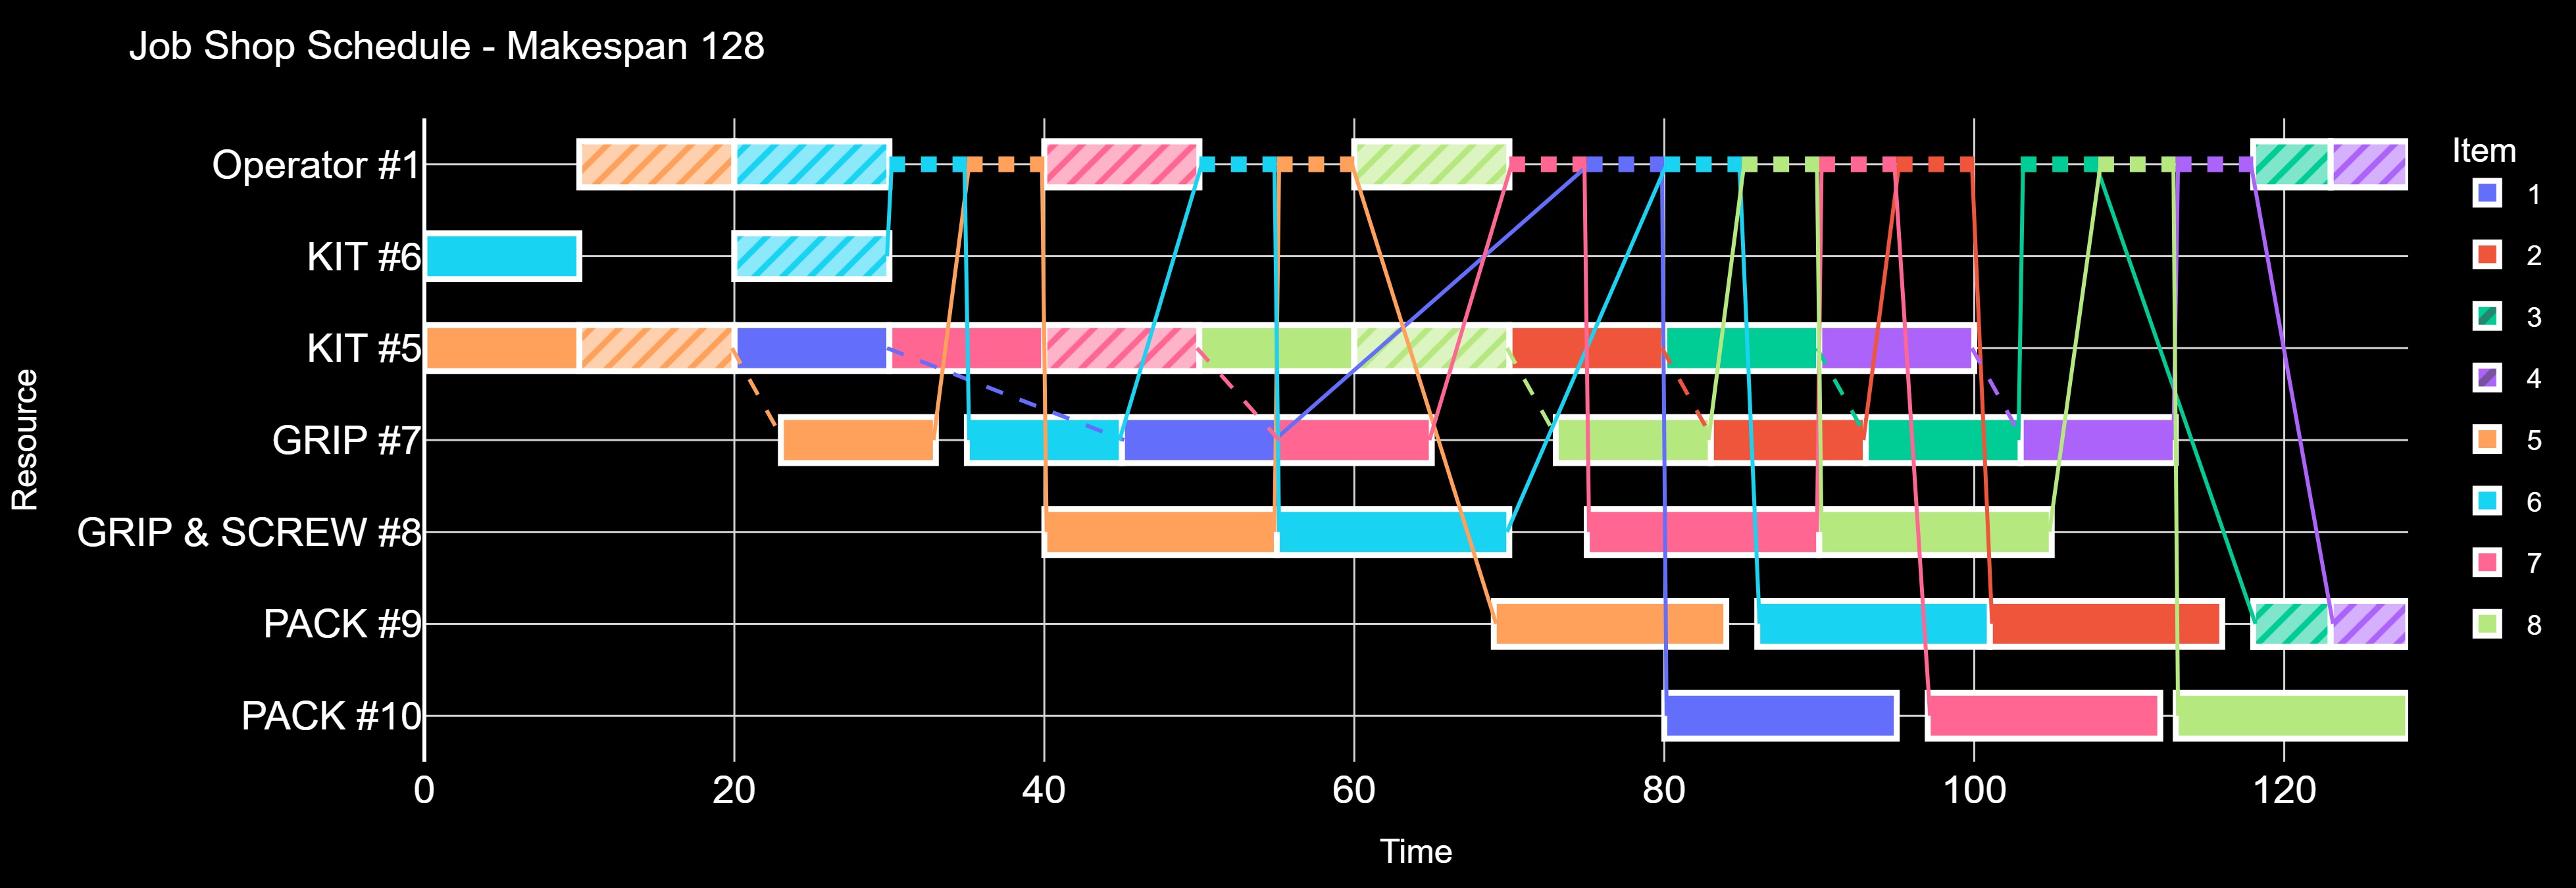 Job Shop Schedule - Makespan 128
Operator #1
KIT #6
KIT #5
GRIP #7
GRIP & SCREW #8
PACK #9
PACK #10
Resource
0 20 40 60 80 100 120
Time
Item
1
2
3
4
5
6
7
8